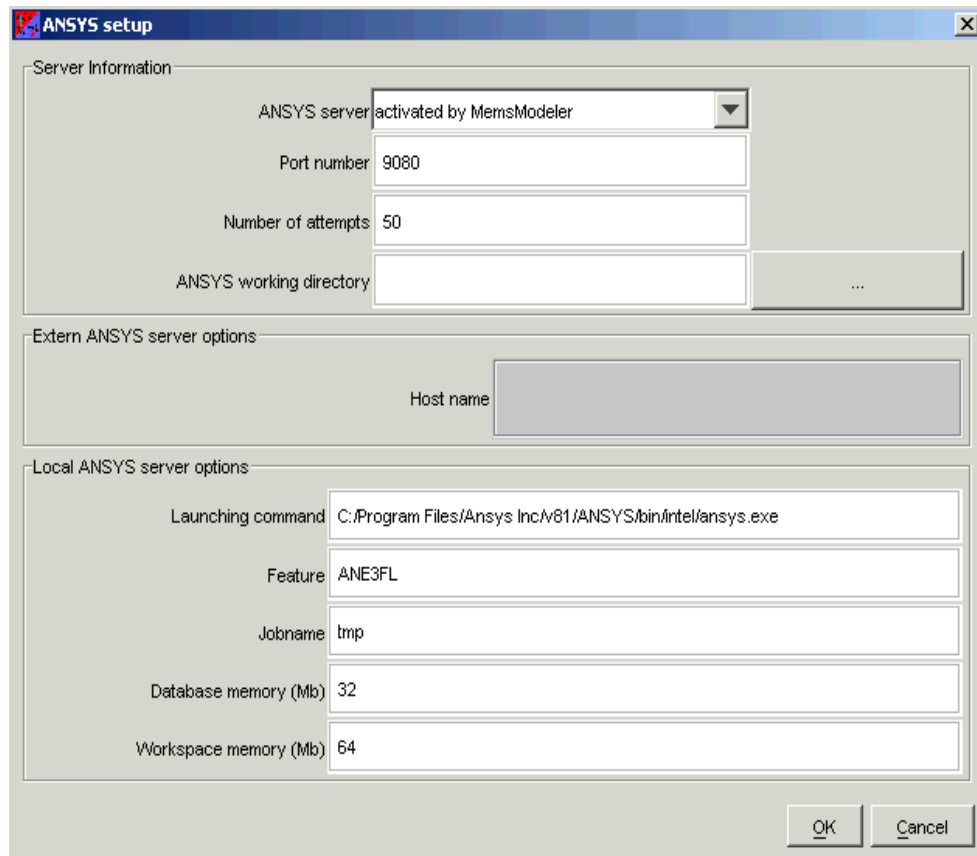 ANSYS setup
Server Information
ANSYS server activated by MemsModeler
Port number 9080
Number of attempts 50
ANSYS working directory ...
Extern ANSYS server options
Host name
Local ANSYS server options
Launching command C:/Program Files/Ansys Inc/v81/ANSYS/bin/intel/ansys.exe
Feature ANE3FL
Jobname tmp
Database memory (Mb) 32
Workspace memory (Mb) 64
OK Cancel